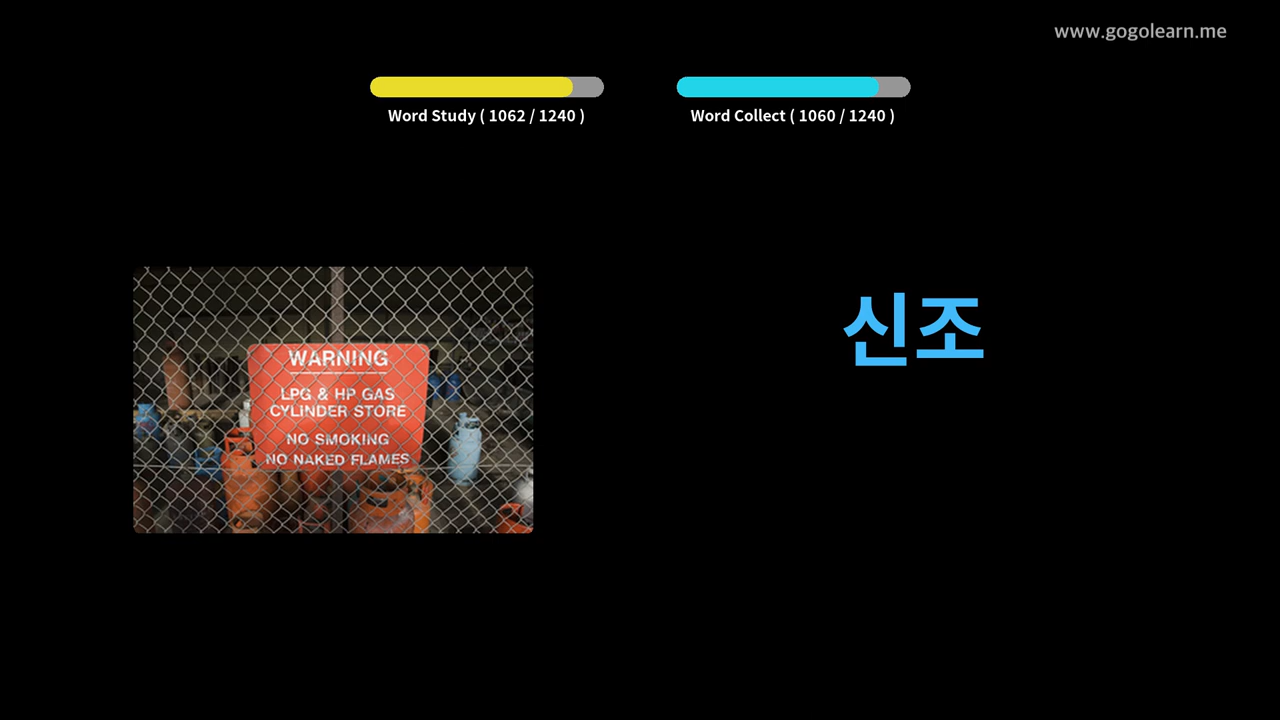 www.gogolearn.me
Word Study ( 1062 / 1240 )
Word Collect ( 1060 / 1240 )
신조
WARNING
LPG & HP GAS
CYLINDER STORE
NO SMOKING
NO NAKED FLAMES